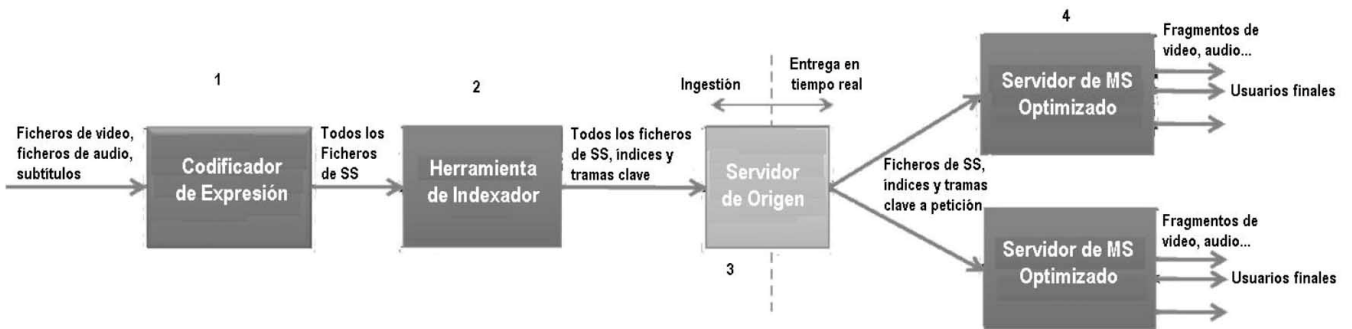 1
Ficheros de video,
ficheros de audio,
subtítulos
Codificador
de Expresión
Todos los
Ficheros
de SS
2
Herramienta
de Indexador
Todos los ficheros
de SS, índices y
tramas clave
Ingestión
Entrega en
tiempo real
Servidor
de Origen
3
Ficheros de SS,
índices y tramas
clave a petición
4
Servidor de MS
Optimizado
Fragmentos de
video, audio...
Usuarios finales
Servidor de MS
Optimizado
Fragmentos de
video, audio...
Usuarios finales